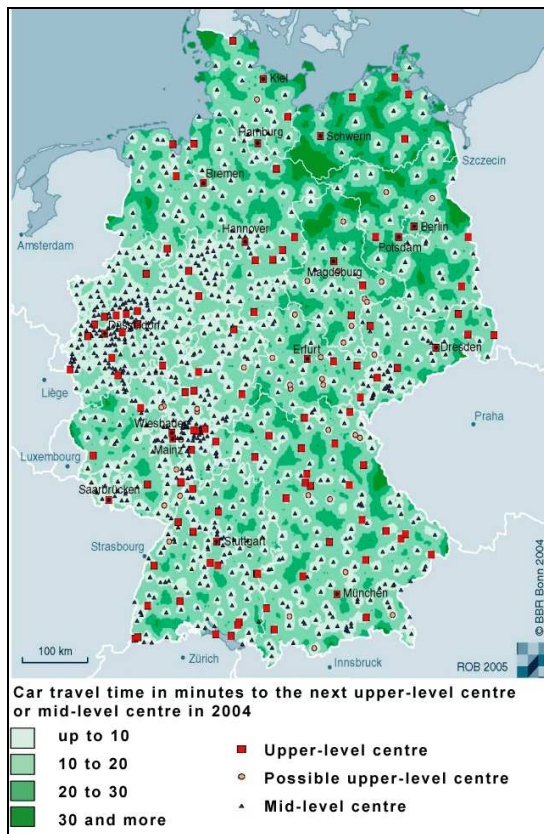 Kiel
Hamburg
Schwerin
Szczecin
Bremen
Amsterdam
Hannover
Berlin
Potsdam
Magdeburg
Düsseldorf
Erfurt
Dresden
Liège
Praha
Wiesbaden
Mainz
Luxembourg
Saarbrücken
Strasbourg
Stuttgart
München
© BBR Bonn 2004
100 km
Zürich
Innsbruck
ROB 2005
Car travel time in minutes to the next upper-level centre
or mid-level centre in 2004
up to 10
10 to 20
20 to 30
30 and more
Upper-level centre
Possible upper-level centre
Mid-level centre